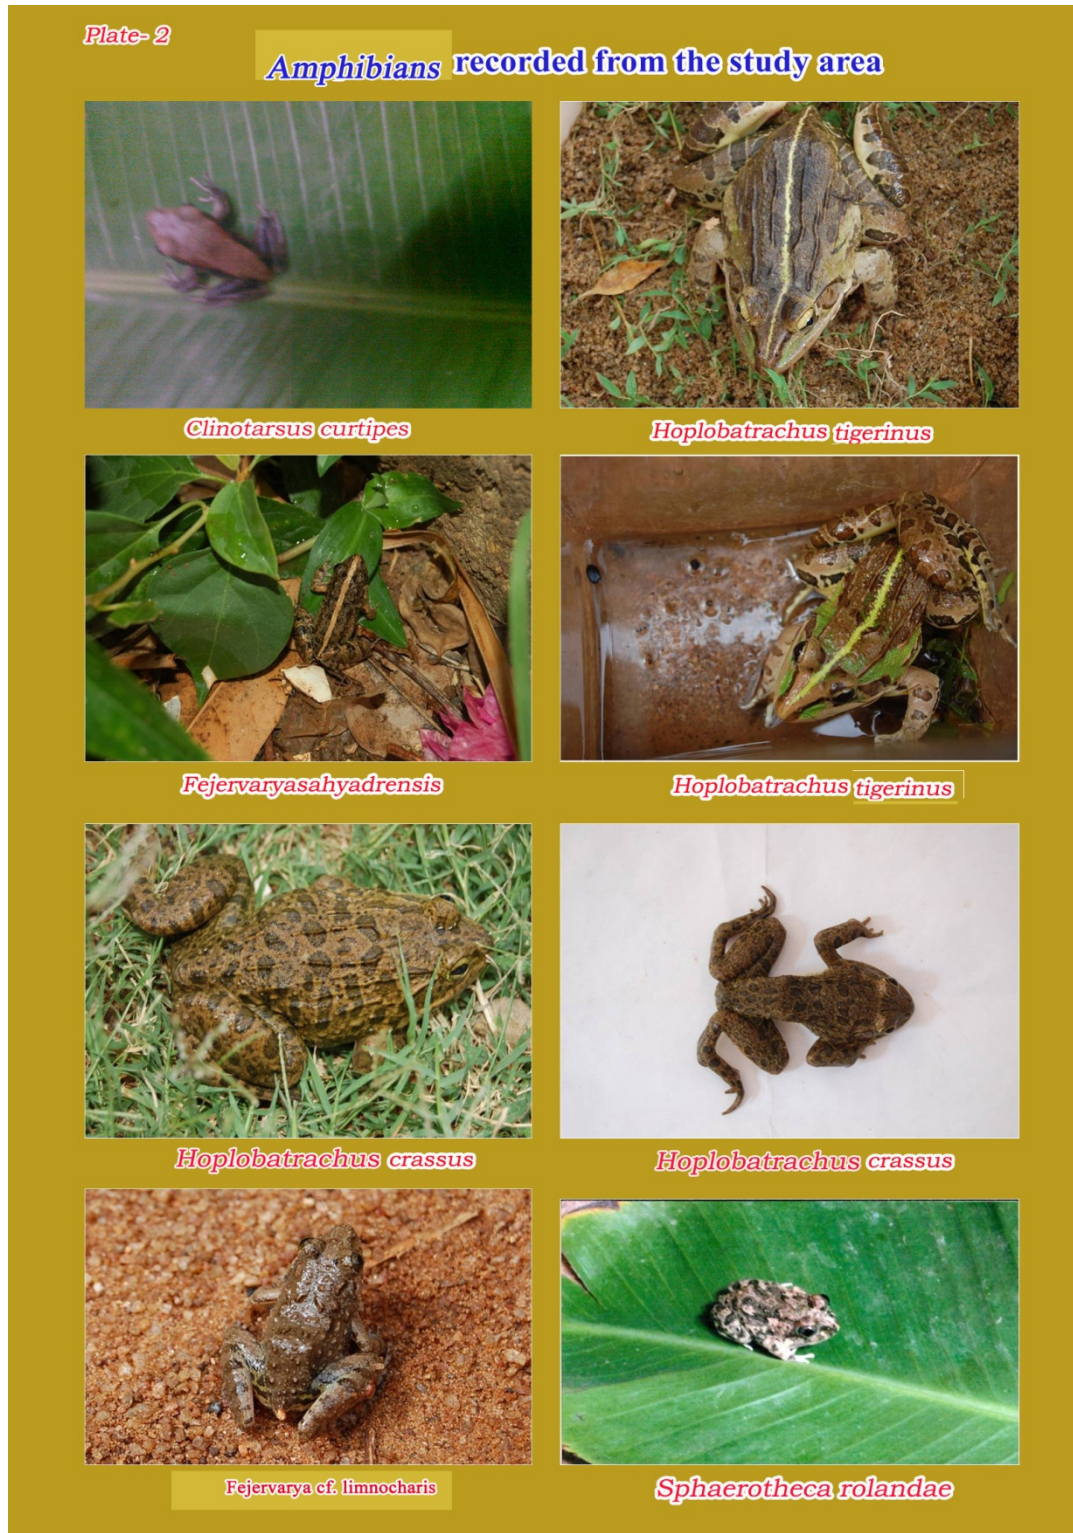 Plate- 2
Amphibians recorded from the study area
Clinotarsus curtipes
Hoplobatrachus tigerinus
Fejervaryasahyadrensis
Hoplobatrachus tigerinus
Hoplobatrachus crassus
Hoplobatrachus crassus
Fejervarya cf. limnocharis
Sphaerotheca rolandae